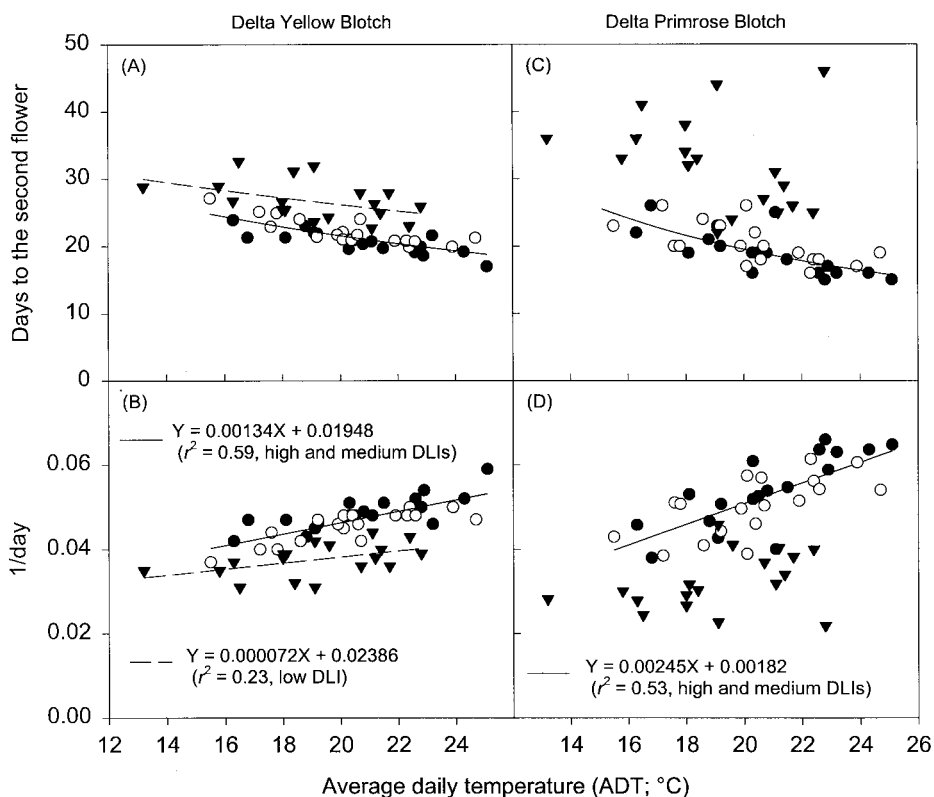 Delta Yellow Blotch
Delta Primrose Blotch
50
40
30
20
10
0
Days to the second flower
(A)
(C)
(B)
Y = 0.00134X + 0.01948
(r² = 0.59, high and medium DLIs)
Y = 0.000072X + 0.02386
(r² = 0.23, low DLI)
(D)
Y = 0.00245X + 0.00182
(r² = 0.53, high and medium DLIs)
0.06
0.04
0.02
0.00
1/day
12 14 16 18 20 22 24 14 16 18 20 22 24 26
Average daily temperature (ADT; °C)